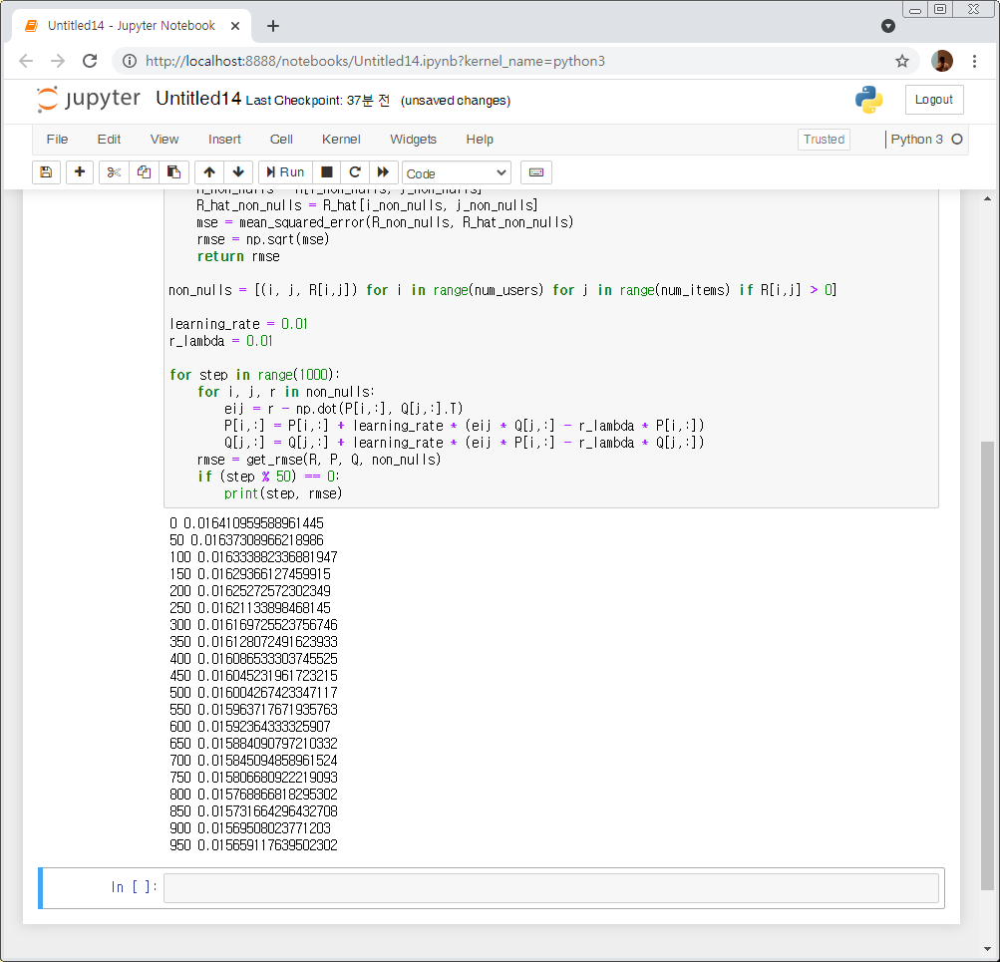 Untitled14 - Jupyter Notebook
http://localhost:8888/notebooks/Untitled14.ipynb?kernel_name=python3
jupyter Untitled14 Last Checkpoint: 37분 전 (unsaved changes)
Logout
File Edit View Insert Cell Kernel Widgets Help
Trusted
Python 3
Run
Code
R_non_nulls = R[i_non_nulls, j_non_nulls]
R_hat_non_nulls = R_hat[i_non_nulls, j_non_nulls]
mse = mean_squared_error(R_non_nulls, R_hat_non_nulls)
rmse = np.sqrt(mse)
return rmse
non_nulls = [(i, j, R[i,j]) for i in range(num_users) for j in range(num_items) if R[i,j] > 0]
learning_rate = 0.01
r_lambda = 0.01
for step in range(1000):
for i, j, r in non_nulls:
eij = r - np.dot(P[i,:], Q[j,:].T)
P[i,:] = P[i,:] + learning_rate * (eij * Q[j,:] - r_lambda * P[i,:])
Q[j,:] = Q[j,:] + learning_rate * (eij * P[i,:] - r_lambda * Q[j,:])
rmse = get_rmse(R, P, Q, non_nulls)
if (step % 50) == 0:
print(step, rmse)
0 0.016410959588961445
50 0.01637308966218986
100 0.016333882336881947
150 0.01629366127459915
200 0.01625272572302349
250 0.01621133898468145
300 0.016169725523756746
350 0.016128072491623933
400 0.016086533303745525
450 0.016045231961723215
500 0.016004267423347117
550 0.015963717671935763
600 0.01592364333325907
650 0.015884090797210332
700 0.015845094858961524
750 0.015806680922219093
800 0.015768866818295302
850 0.015731664296432708
900 0.01569508023771203
950 0.015659117639502302
In [ ]: